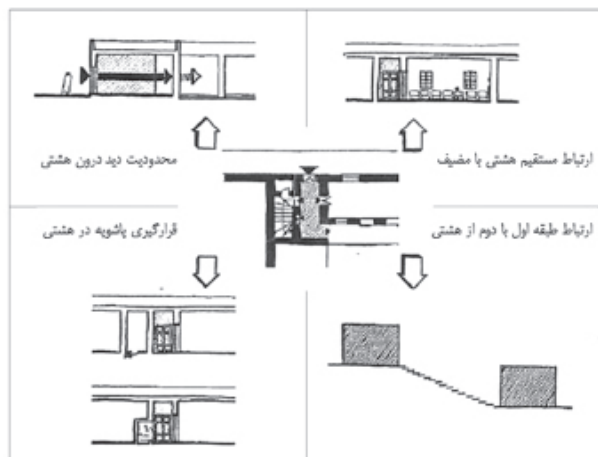 ارتباط مستقیم هشتی با مضیف
محدودیت دید درون هشتی
ارتباط طبقه اول با دوم از هشتی
قرارگیری پاشویه در هشتی